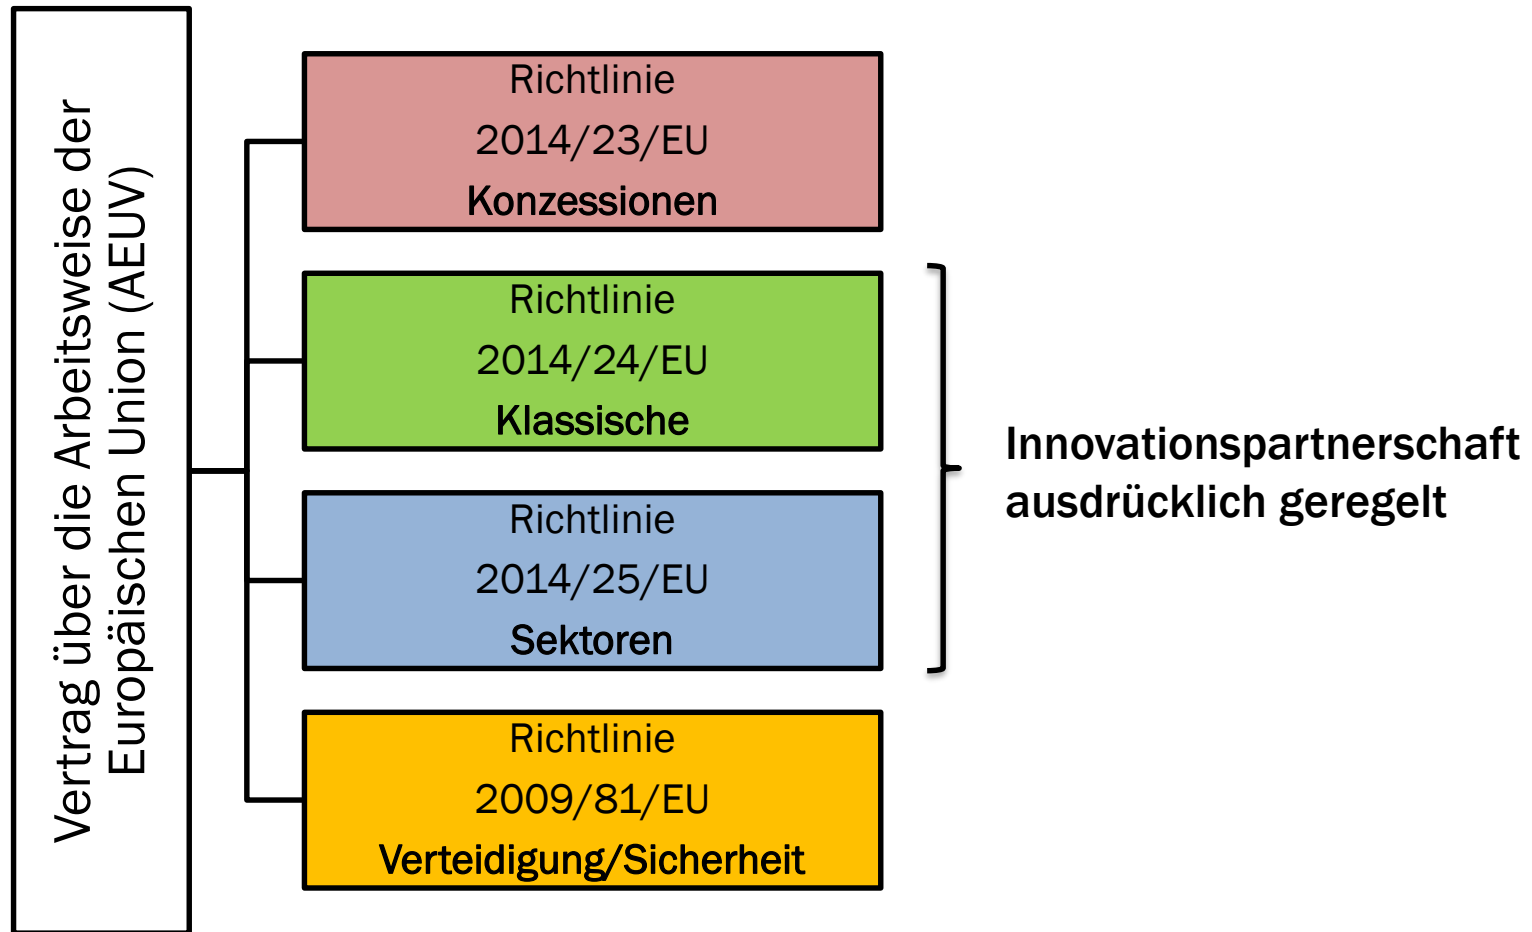 Vertrag über die Arbeitsweise der
Europäischen Union (AEUV)
Richtlinie
2014/23/EU
Konzessionen
Richtlinie
2014/24/EU
Klassische
Richtlinie
2014/25/EU
Sektoren
Richtlinie
2009/81/EU
Verteidigung/Sicherheit
Innovationspartnerschaft
ausdrücklich geregelt